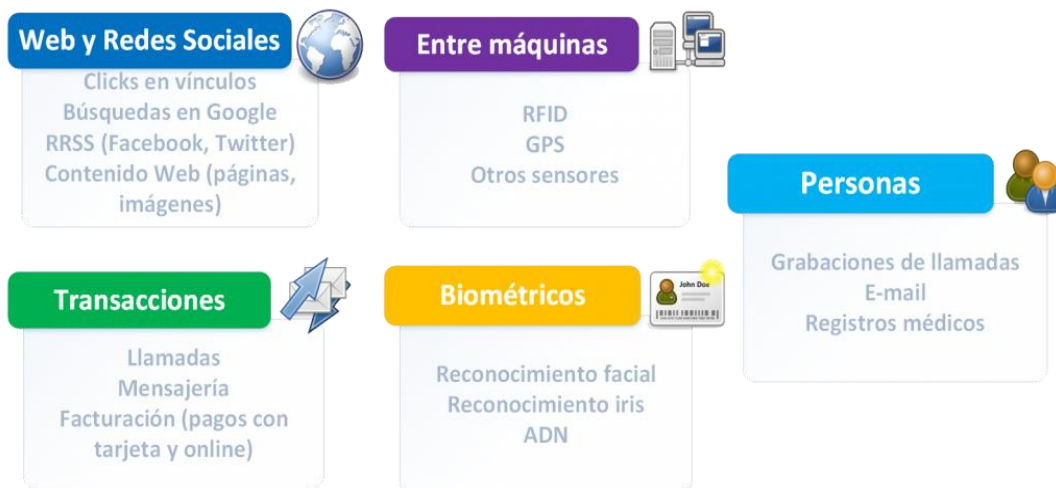 Web y Redes Sociales
Clicks en vínculos
Búsquedas en Google
RRSS (Facebook, Twitter)
Contenido Web (páginas,
imágenes)
Entre máquinas
RFID
GPS
Otros sensores
Personas
Grabaciones de llamadas
E-mail
Registros médicos
Transacciones
Llamadas
Mensajería
Facturación (pagos con
tarjeta y online)
Biométricos
John Doe
Reconocimiento facial
Reconocimiento iris
ADN